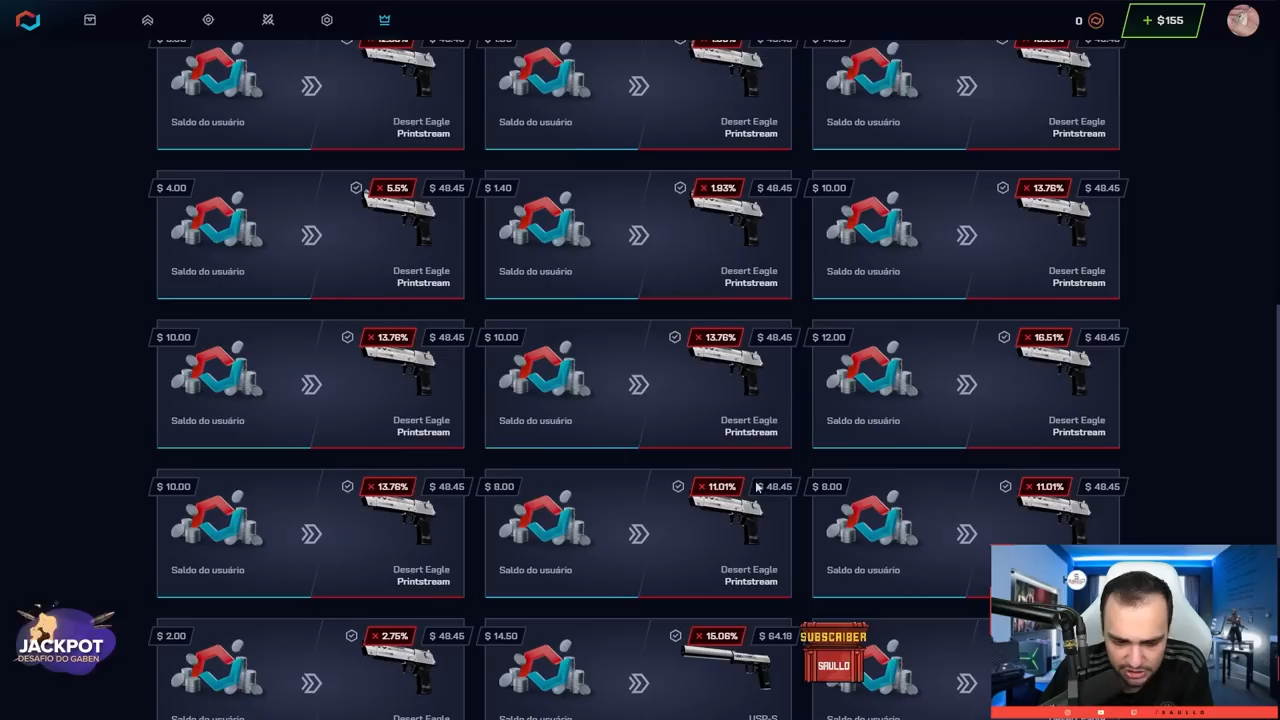 0
+ $155
Saldo do usuário
Desert Eagle
Printstream
Saldo do usuário
Desert Eagle
Printstream
Saldo do usuário
Desert Eagle
Printstream
$ 4.00
× 5.5%
$ 48.45
$ 1.40
× 1.93%
$ 48.45
$ 10.00
× 13.76%
$ 48.45
Saldo do usuário
Desert Eagle
Printstream
Saldo do usuário
Desert Eagle
Printstream
Saldo do usuário
Desert Eagle
Printstream
$ 10.00
× 13.76%
$ 48.45
$ 10.00
× 13.76%
$ 48.45
$ 12.00
× 16.51%
$ 48.45
Saldo do usuário
Desert Eagle
Printstream
Saldo do usuário
Desert Eagle
Printstream
Saldo do usuário
Desert Eagle
Printstream
$ 10.00
× 13.76%
$ 48.45
$ 8.00
× 11.01%
$ 48.45
$ 8.00
× 11.01%
$ 48.45
Saldo do usuário
Desert Eagle
Printstream
Saldo do usuário
Desert Eagle
Printstream
Saldo do usuário
JACKPOT
DESAFIO DO GABEN
$ 2.00
× 2.75%
$ 48.45
$ 14.50
× 15.06%
$ 64.18
SUBSCRIBER
SAULLO
/SAULLO